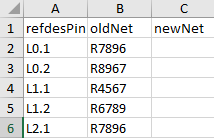 A B C
1 refdesPin oldNet newNet
2 L0.1 R7896
3 L0.2 R8967
4 L1.1 R4567
5 L1.2 R6789
6 L2.1 R7896